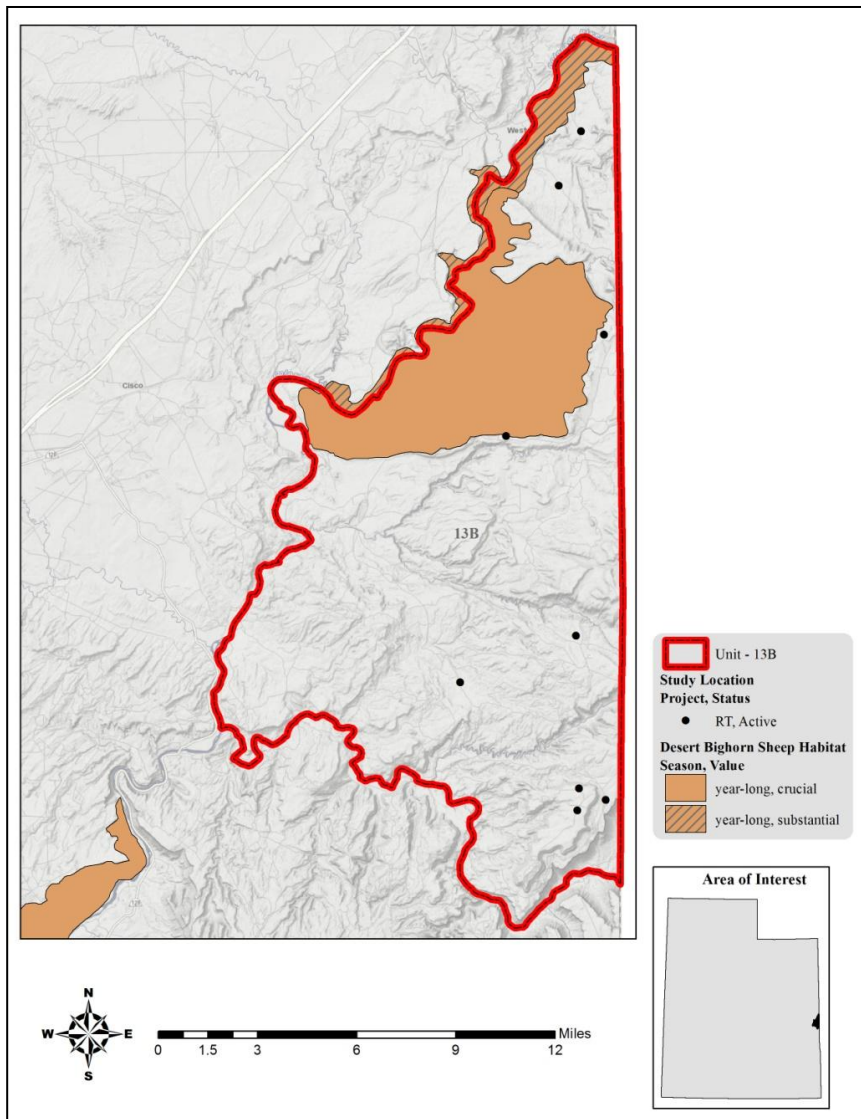 West
Cisco
13B
Unit - 13B
Study Location
Project, Status
RT, Active
Desert Bighorn Sheep Habitat
Season, Value
year-long, crucial
year-long, substantial
Area of Interest
N
W E
S
Miles
0 1.5 3 6 9 12